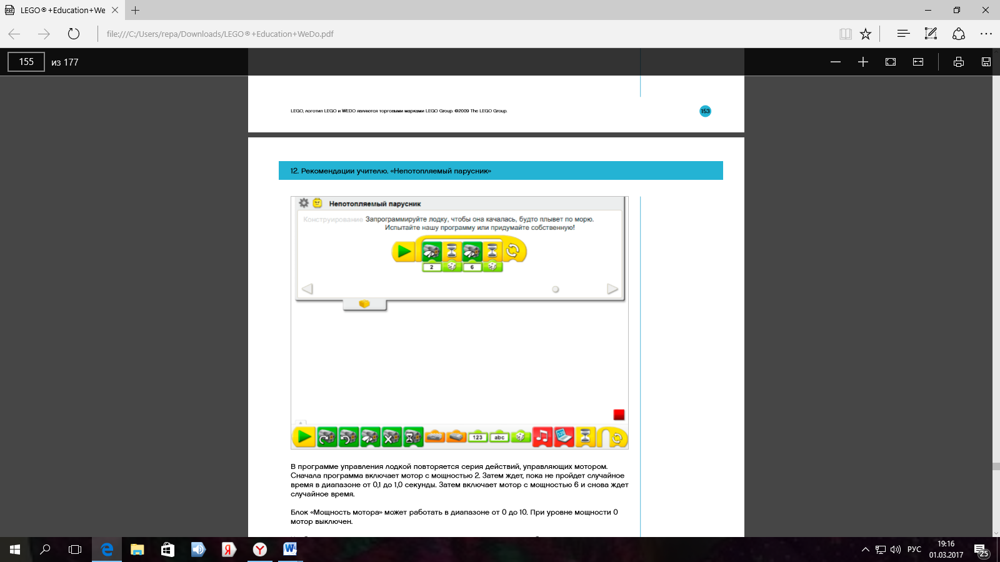 LEGO®+Education+We
file:///C:/Users/repa/Downloads/LEGO®+Education+WeDo.pdf
155 из 177
LEGO, логотип LEGO и WEDO являются торговыми марками LEGO Group. ©2009 The LEGO Group.
153
12. Рекомендации учителю. «Непотопляемый парусник»
Непотопляемый парусник
Конструирование Запрограммируйте лодку, чтобы она качалась, будто плывет по морю.
Испытайте нашу программу или придумайте собственную!
2 6
123 abc
В программе управления лодкой повторяется серия действий, управляющих мотором.
Сначала программа включает мотор с мощностью 2. Затем ждет, пока не пройдет случайное
время в диапазоне от 0,1 до 1,0 секунды. Затем включает мотор с мощностью 6 и снова ждет
случайное время.
Блок «Мощность мотора» может работать в диапазоне от 0 до 10. При уровне мощности 0
мотор выключен.
РУС
19:16
01.03.2017
25